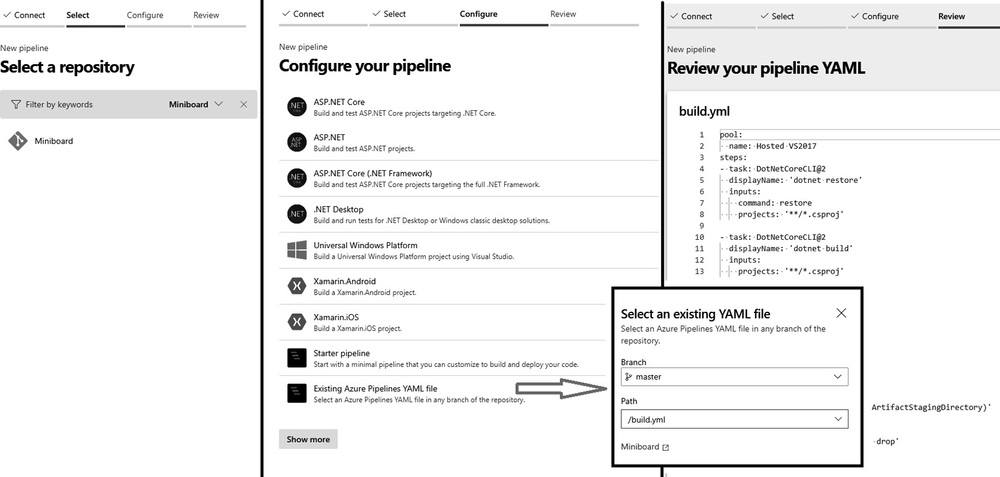 Connect Select Configure Review
New pipeline
Select a repository
Filter by keywords Miniboard
Miniboard
Connect Select Configure Review
New pipeline
Configure your pipeline
.NET Core
ASP.NET Core
Build and test ASP.NET Core projects targeting .NET Core.
ASP .NET
ASP.NET
Build and test ASP.NET projects.
.NET Core
ASP.NET Core (.NET Framework)
Build and test ASP.NET Core projects targeting the full .NET Framework.
.NET
.NET Desktop
Build and run tests for .NET Desktop or Windows classic desktop solutions.
Universal Windows Platform
Build a Universal Windows Platform project using Visual Studio.
Xamarin.Android
Build a Xamarin.Android project.
Xamarin.iOS
Build a Xamarin.iOS project.
Starter pipeline
Start with a minimal pipeline that you can customize to build and deploy your code.
Existing Azure Pipelines YAML file
Select an Azure Pipelines YAML file in any branch of the repository.
Show more
Connect Select Configure Review
New pipeline
Review your pipeline YAML
build.yml
1 pool:
2 name: Hosted VS2017
3 steps:
4 - task: DotNetCoreCLI@2
5 displayName: 'dotnet restore'
6 inputs:
7 command: restore
8 projects: '**/*.csproj'
9
10 - task: DotNetCoreCLI@2
11 displayName: 'dotnet build'
12 inputs:
13 projects: '**/*.csproj'
Select an existing YAML file
Select an Azure Pipelines YAML file in any branch of the
repository.
Branch
master
Path
/build.yml
Miniboard
ArtifactStagingDirectory)'
drop'